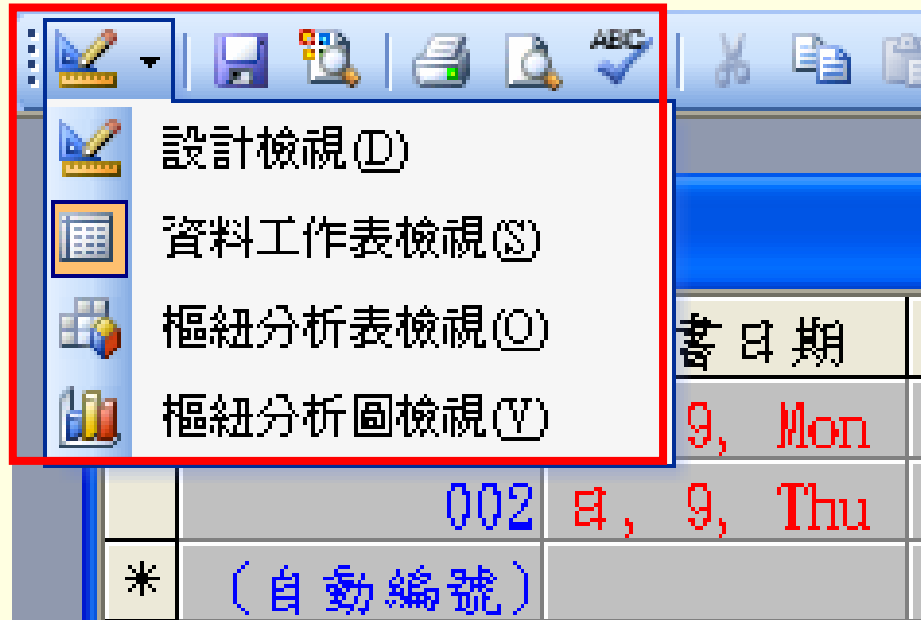 ABC
設計檢視(D)
資料工作表檢視(S)
樞紐分析表檢視(O)
樞紐分析圖檢視(V)
書日期
9, Mon
002 日, 9, Thu
* (自動編號)